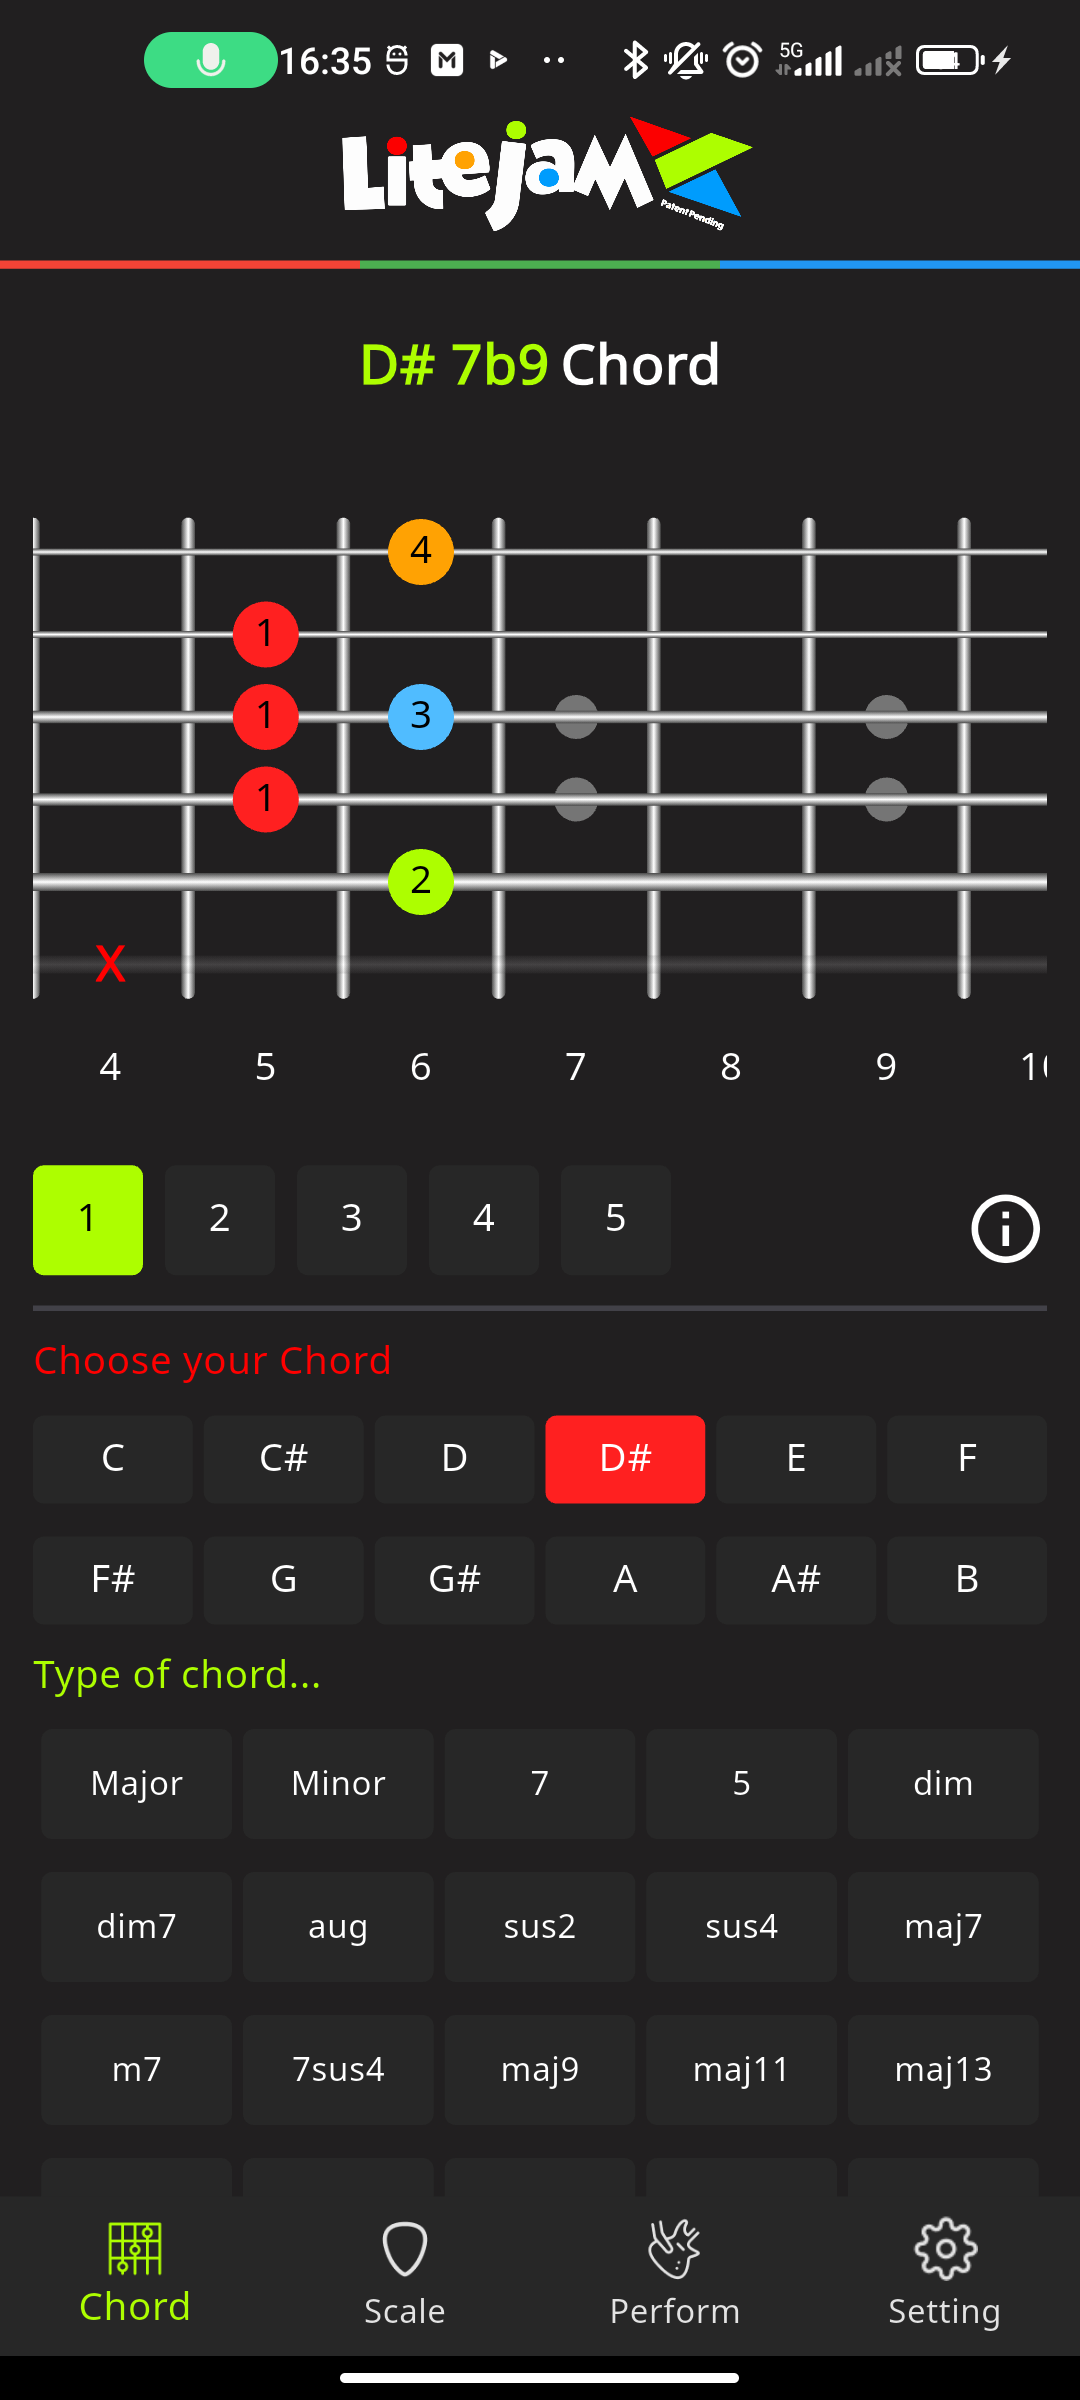 16:35 M 5G
LitejaM
Patent Pending
D# 7b9 Chord
4
1
1 3
1
2
X
4 5 6 7 8 9
1 2 3 4 5 i
Choose your Chord
C C# D D# E F
F# G G# A A# B
Type of chord...
Major Minor 7 5 dim
dim7 aug sus2 sus4 maj7
m7 7sus4 maj9 maj11 maj13
Chord Scale Perform Setting